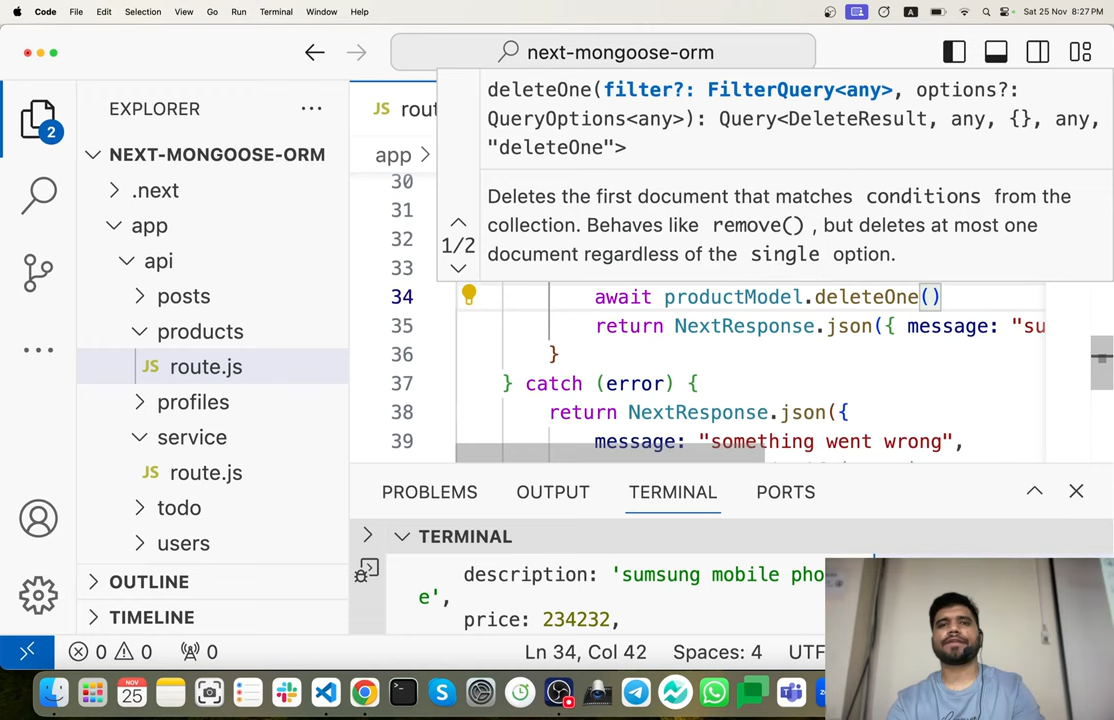 Code File Edit Selection View Go Run Terminal Window Help
A
Sat 25 Nov 8:27 PM
next-mongoose-orm
2
EXPLORER
NEXT-MONGOOSE-ORM
.next
app
api
posts
products
JS route.js
profiles
service
JS route.js
todo
users
OUTLINE
TIMELINE
JS rout
app
deleteOne(filter?: FilterQuery<any>, options?:
QueryOptions<any>): Query<DeleteResult, any, {}, any,
"deleteOne">
1/2
Deletes the first document that matches conditions from the
collection. Behaves like remove() , but deletes at most one
document regardless of the single option.
30
31
32
33
34 await productModel.deleteOne()
35 return NextResponse.json({ message: "su
36 }
37 } catch (error) {
38 return NextResponse.json({
39 message: "something went wrong",
PROBLEMS OUTPUT TERMINAL PORTS
TERMINAL
description: 'sumsung mobile pho
e',
price: 234232,
0 0 0
Ln 34, Col 42 Spaces: 4 UTF
NOV
25